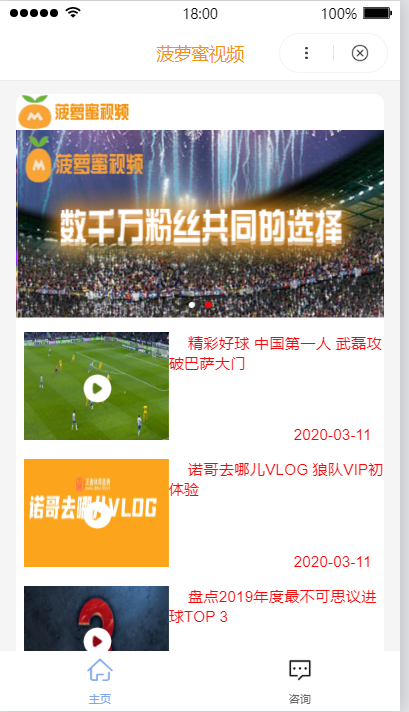 18:00
100%
菠萝蜜视频
菠萝蜜视频
菠萝蜜视频
数千万粉丝共同的选择
精彩好球 中国第一人 武磊攻
破巴萨大门
2020-03-11
诺哥去哪儿VLOG
诺哥去哪儿VLOG 狼队VIP初
体验
2020-03-11
盘点2019年度最不可思议进
球TOP 3
主页
咨询